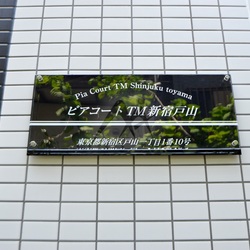 Pia Court TM Shinjuku toyama
ピアコートTM新宿戸山
東京都新宿区戸山一丁目1番10号